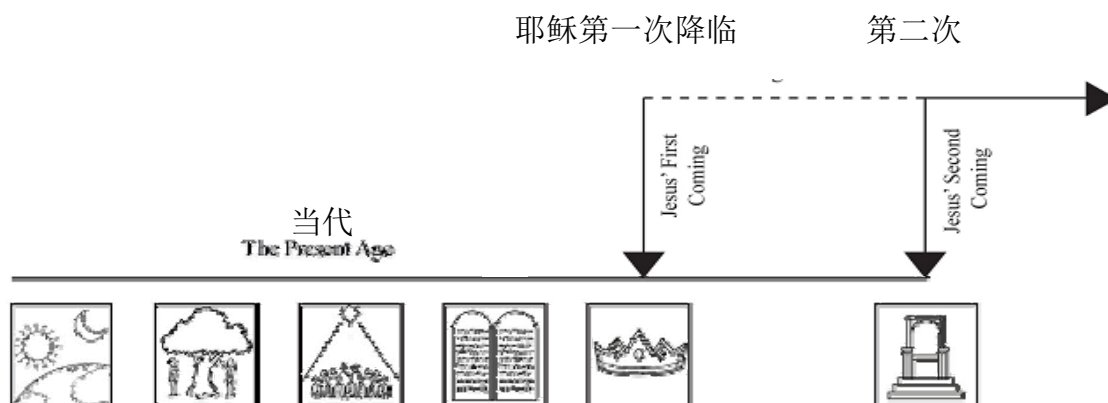 耶稣第一次降临 第二次
Jesus' First
Coming
Jesus' Second
Coming
当代
The Present Age